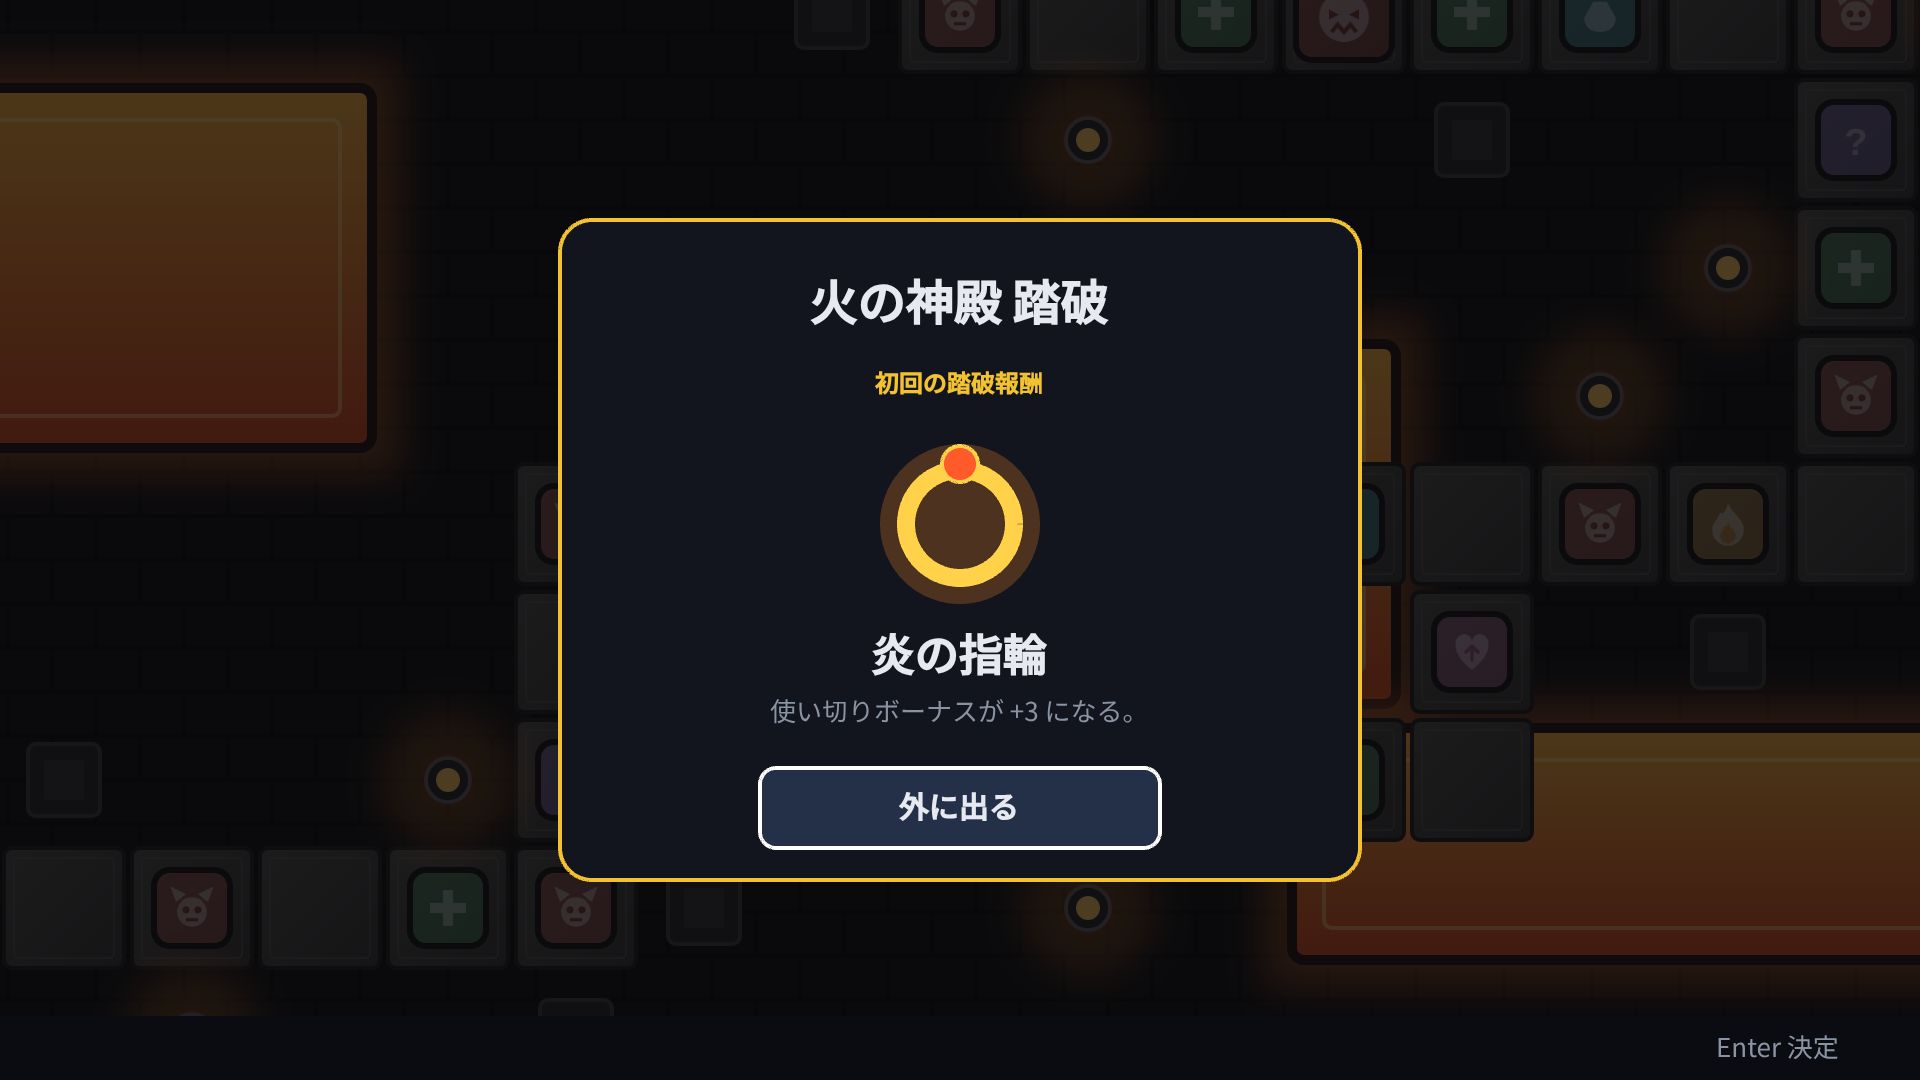 ?
火の神殿 踏破
初回の踏破報酬
炎の指輪
使い切りボーナスが +3 になる。
外に出る
Enter 決定